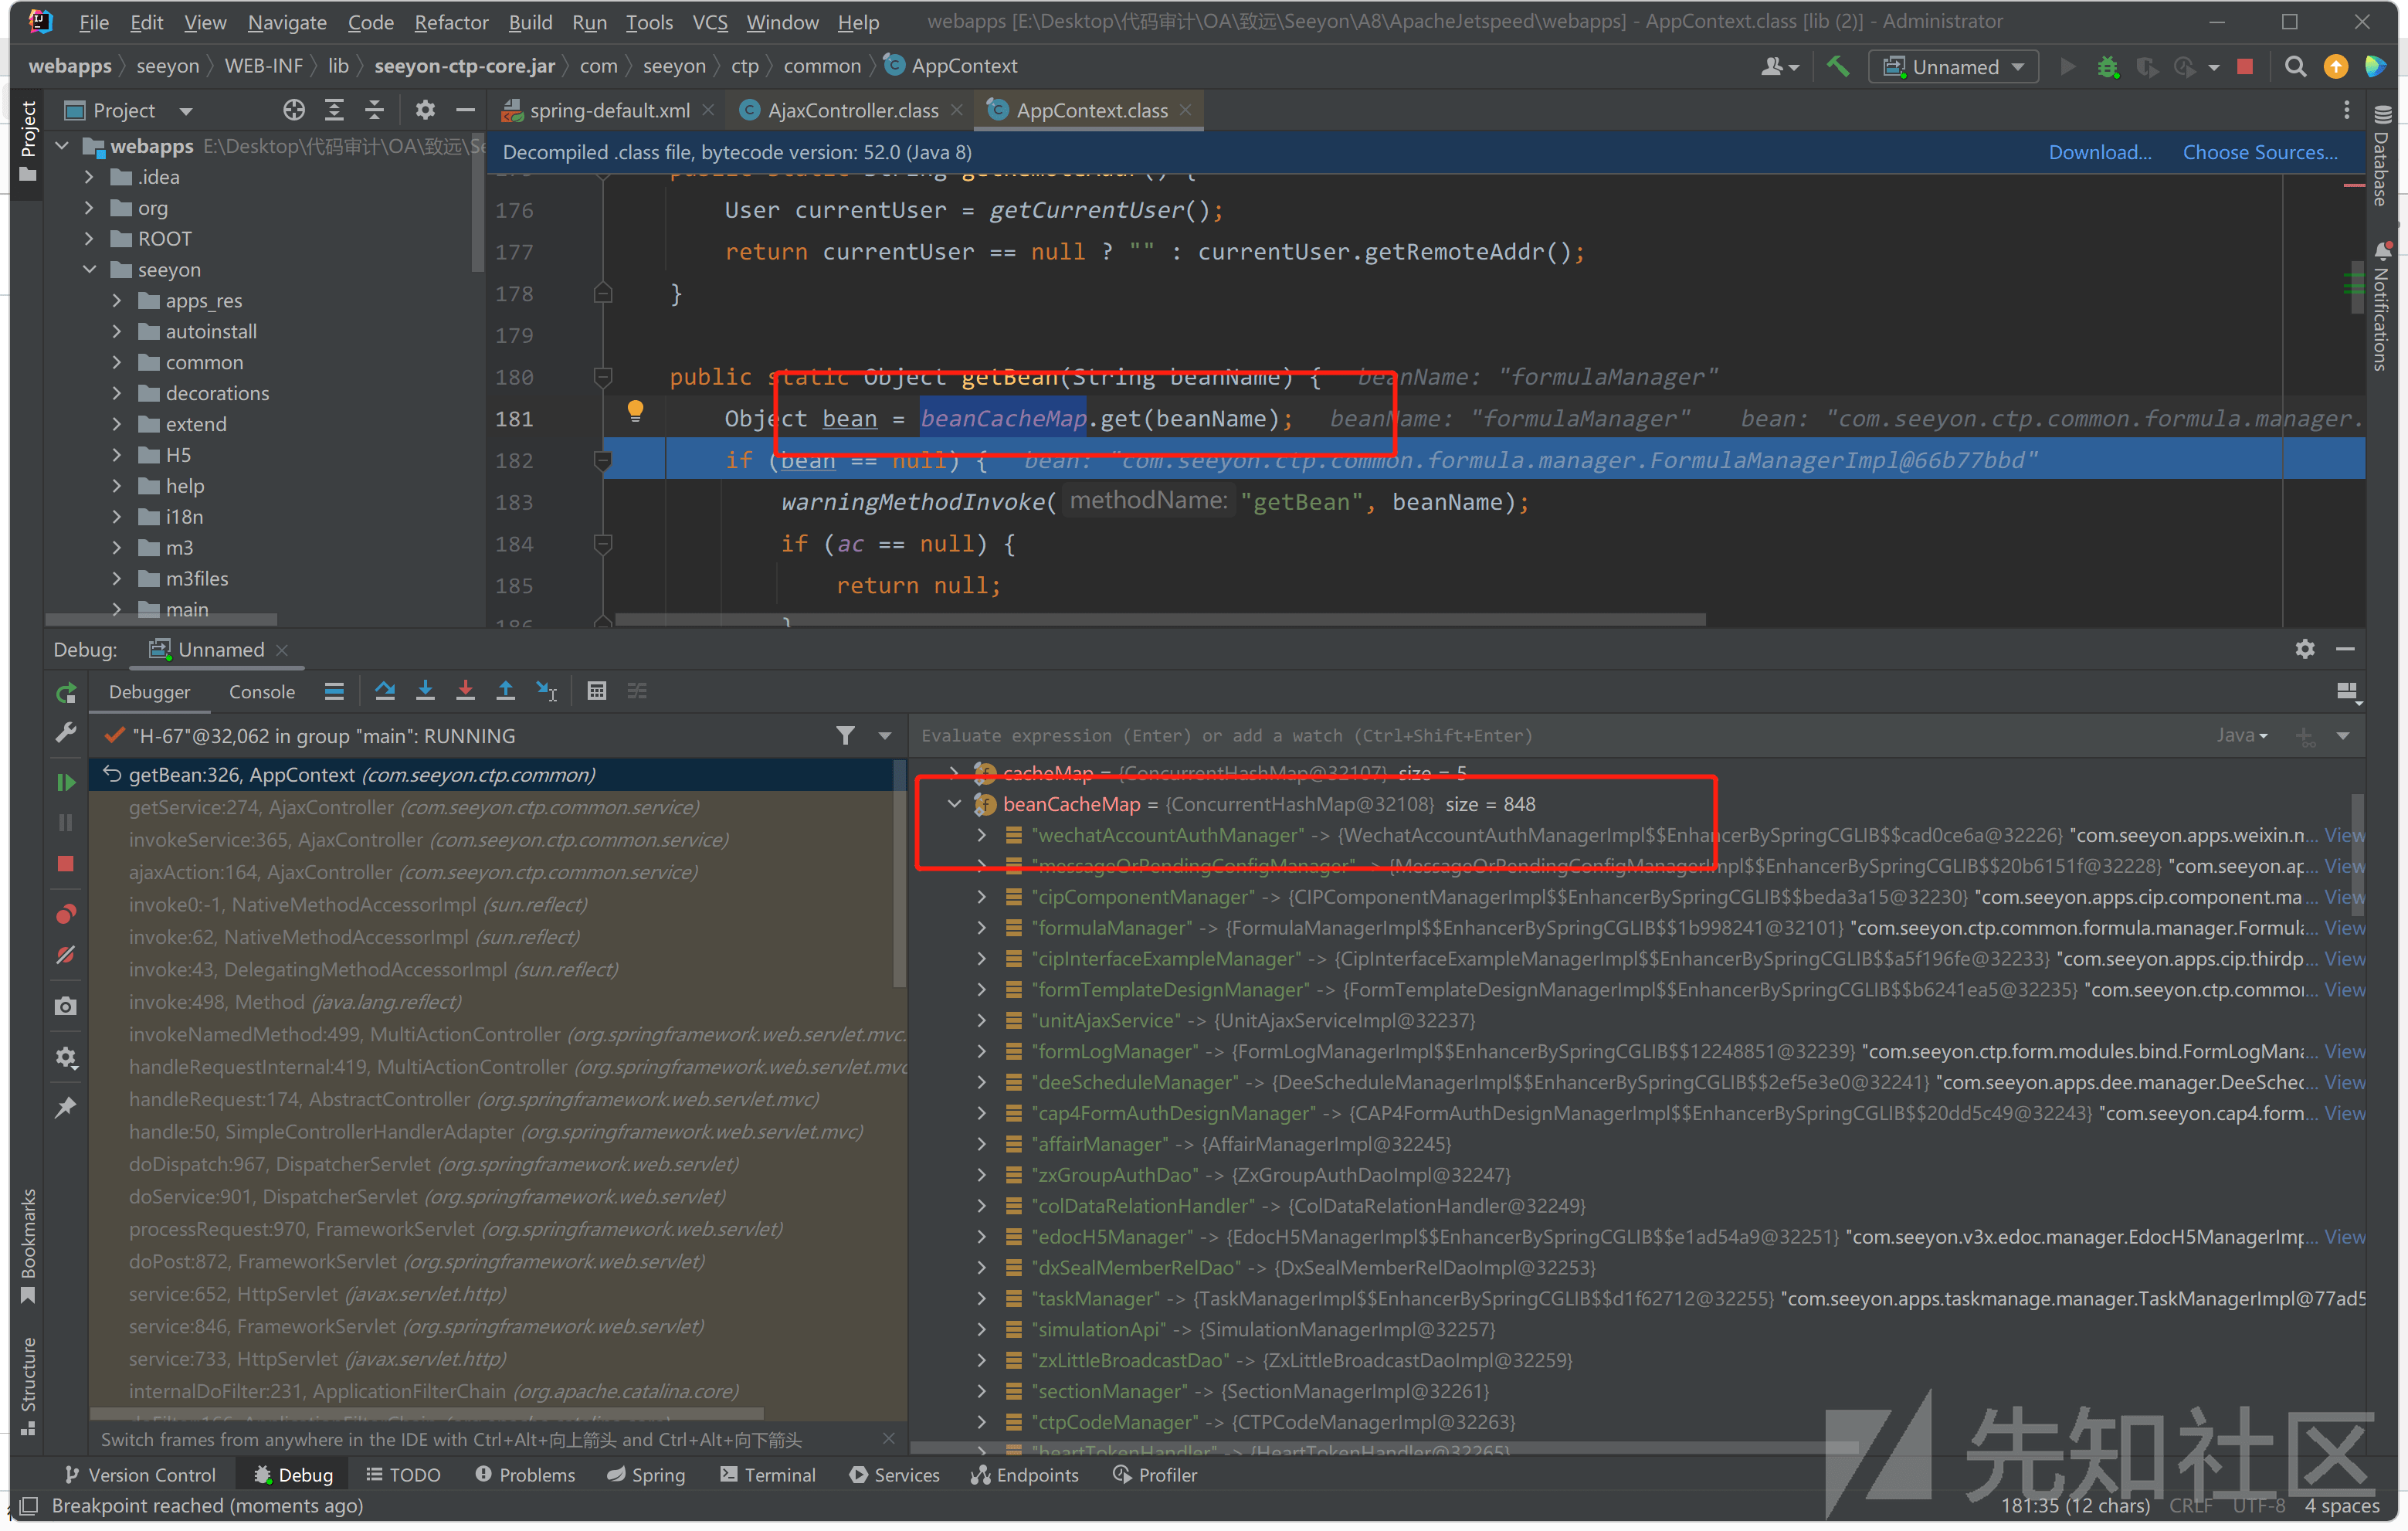 File Edit View Navigate Code Refactor Build Run Tools VCS Window Help webapps [E:\Desktop\代码审计\OA\致远\Seeyon\A8\ApacheJetspeed\webapps] - AppContext.class [lib (2)] - Administrator
webapps seeyon WEB-INF lib seeyon-ctp-core.jar com seeyon ctp common AppContext Unnamed
Project spring-default.xml AjaxController.class AppContext.class
Project
Database
Notifications
Bookmarks
Structure
webapps E:\Desktop\代码审计\OA\致远\Se
.idea
org
ROOT
seeyon
apps_res
autoinstall
common
decorations
extend
H5
help
i18n
m3
m3files
main
Decompiled .class file, bytecode version: 52.0 (Java 8) Download... Choose Sources...
public static String getRemoteAddr() {
176 User currentUser = getCurrentUser();
177 return currentUser == null ? "" : currentUser.getRemoteAddr();
178 }
179
180 public static Object getBean(String beanName) { beanName: "formulaManager"
181 Object bean = beanCacheMap.get(beanName); beanName: "formulaManager" bean: "com.seeyon.ctp.common.formula.manager.
182 if (bean == null) { bean: "com.seeyon.ctp.common.formula.manager.FormulaManagerImpl@66b77bbd"
183 warningMethodInvoke( methodName: "getBean", beanName);
184 if (ac == null) {
185 return null;
186 }
Debug: Unnamed
Debugger Console
"H-67"@32,062 in group "main": RUNNING
getBean:326, AppContext (com.seeyon.ctp.common)
getService:274, AjaxController (com.seeyon.ctp.common.service)
invokeService:365, AjaxController (com.seeyon.ctp.common.service)
ajaxAction:164, AjaxController (com.seeyon.ctp.common.service)
invoke0:-1, NativeMethodAccessorImpl (sun.reflect)
invoke:62, NativeMethodAccessorImpl (sun.reflect)
invoke:43, DelegatingMethodAccessorImpl (sun.reflect)
invoke:498, Method (java.lang.reflect)
invokeNamedMethod:499, MultiActionController (org.springframework.web.servlet.mvc.
handleRequestInternal:419, MultiActionController (org.springframework.web.servlet.mvc
handleRequest:174, AbstractController (org.springframework.web.servlet.mvc)
handle:50, SimpleControllerHandlerAdapter (org.springframework.web.servlet.mvc)
doDispatch:967, DispatcherServlet (org.springframework.web.servlet)
doService:901, DispatcherServlet (org.springframework.web.servlet)
processRequest:970, FrameworkServlet (org.springframework.web.servlet)
doPost:872, FrameworkServlet (org.springframework.web.servlet)
service:652, HttpServlet (javax.servlet.http)
service:846, FrameworkServlet (org.springframework.web.servlet)
service:733, HttpServlet (javax.servlet.http)
internalDoFilter:231, ApplicationFilterChain (org.apache.catalina.core)
doFilter:166, ApplicationFilterChain (org.apache.catalina.core)
Switch frames from anywhere in the IDE with Ctrl+Alt+向上箭头 and Ctrl+Alt+向下箭头
Evaluate expression (Enter) or add a watch (Ctrl+Shift+Enter) Java
cacheMap = {ConcurrentHashMap@32107} size = 5
beanCacheMap = {ConcurrentHashMap@32108} size = 848
"wechatAccountAuthManager" -> {WechatAccountAuthManagerImpl$$EnhancerBySpringCGLIB$$cad0ce6a@32226} "com.seeyon.apps.weixin.m... View
"messageOrPendingConfigManager" -> {MessageOrPendingConfigManagerImpl$$EnhancerBySpringCGLIB$$20b6151f@32228} "com.seeyon.ap... View
"cipComponentManager" -> {CIPComponentManagerImpl$$EnhancerBySpringCGLIB$$beda3a15@32230} "com.seeyon.apps.cip.component.ma... View
"formulaManager" -> {FormulaManagerImpl$$EnhancerBySpringCGLIB$$1b998241@32101} "com.seeyon.ctp.common.formula.manager.Formula... View
"cipInterfaceExampleManager" -> {CipInterfaceExampleManagerImpl$$EnhancerBySpringCGLIB$$a5f196fe@32233} "com.seeyon.apps.cip.thirdp... View
"formTemplateDesignManager" -> {FormTemplateDesignManagerImpl$$EnhancerBySpringCGLIB$$b6241ea5@32235} "com.seeyon.ctp.common... View
"unitAjaxService" -> {UnitAjaxServiceImpl@32237}
"formLogManager" -> {FormLogManagerImpl$$EnhancerBySpringCGLIB$$12248851@32239} "com.seeyon.ctp.form.modules.bind.FormLogMana... View
"deeScheduleManager" -> {DeeScheduleManagerImpl$$EnhancerBySpringCGLIB$$2ef5e3e0@32241} "com.seeyon.apps.dee.manager.DeeSched... View
"cap4FormAuthDesignManager" -> {CAP4FormAuthDesignManagerImpl$$EnhancerBySpringCGLIB$$20dd5c49@32243} "com.seeyon.cap4.form... View
"affairManager" -> {AffairManagerImpl@32245}
"zxGroupAuthDao" -> {ZxGroupAuthDaoImpl@32247}
"colDataRelationHandler" -> {ColDataRelationHandler@32249}
"edocH5Manager" -> {EdocH5ManagerImpl$$EnhancerBySpringCGLIB$$e1ad54a9@32251} "com.seeyon.v3x.edoc.manager.EdocH5ManagerImp... View
"dxSealMemberRelDao" -> {DxSealMemberRelDaoImpl@32253}
"taskManager" -> {TaskManagerImpl$$EnhancerBySpringCGLIB$$d1f62712@32255} "com.seeyon.apps.taskmanage.manager.TaskManagerImpl@77ad5
"simulationApi" -> {SimulationManagerImpl@32257}
"zxLittleBroadcastDao" -> {ZxLittleBroadcastDaoImpl@32259}
"sectionManager" -> {SectionManagerImpl@32261}
"ctpCodeManager" -> {CTPCodeManagerImpl@32263}
"heartTokenHandler" -> {HeartTokenHandler@32265}
先知社区
Version Control Debug TODO Problems Spring Terminal Services Endpoints Profiler
Breakpoint reached (moments ago) 181:35 (12 chars) CRLF UTF-8 4 spaces